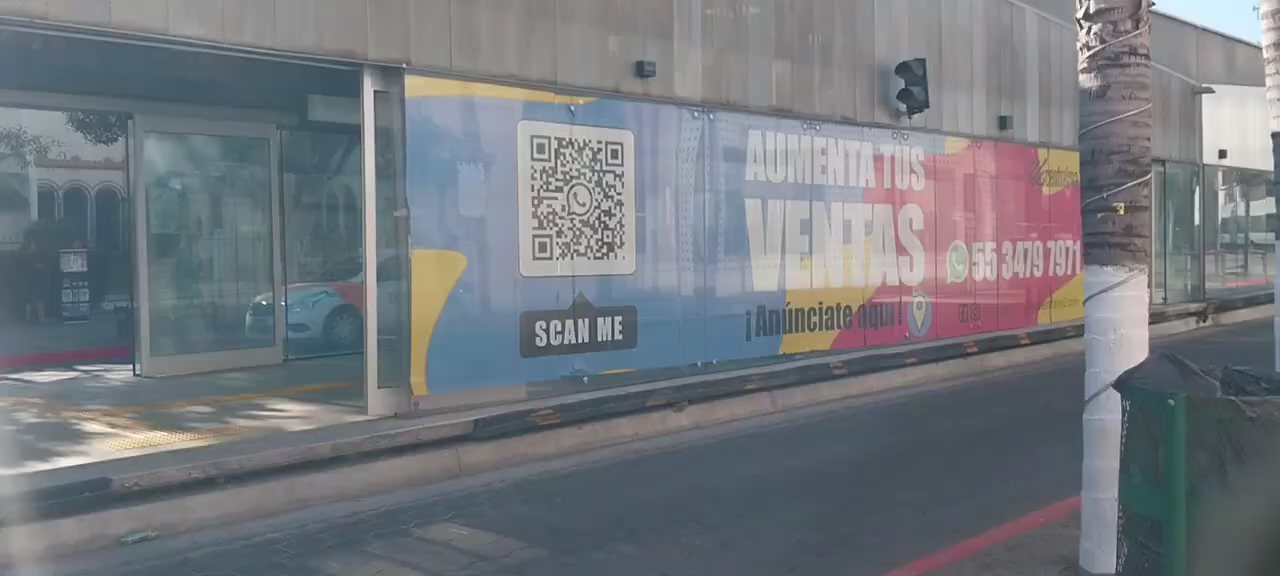 SCAN ME
AUMENTA TUS
VENTAS
¡Anúnciate aquí!
55 3479 7971